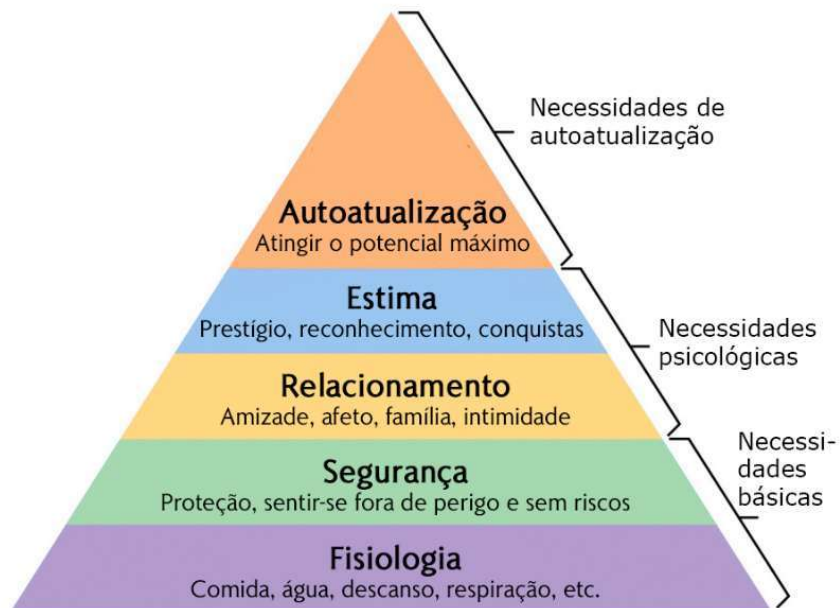 Necessidades de
autoatualização
Autoatualização
Atingir o potencial máximo
Estima
Prestígio, reconhecimento, conquistas
Necessidades
psicológicas
Relacionamento
Amizade, afeto, família, intimidade
Necessi-
dades
básicas
Segurança
Proteção, sentir-se fora de perigo e sem riscos
Fisiologia
Comida, água, descanso, respiração, etc.